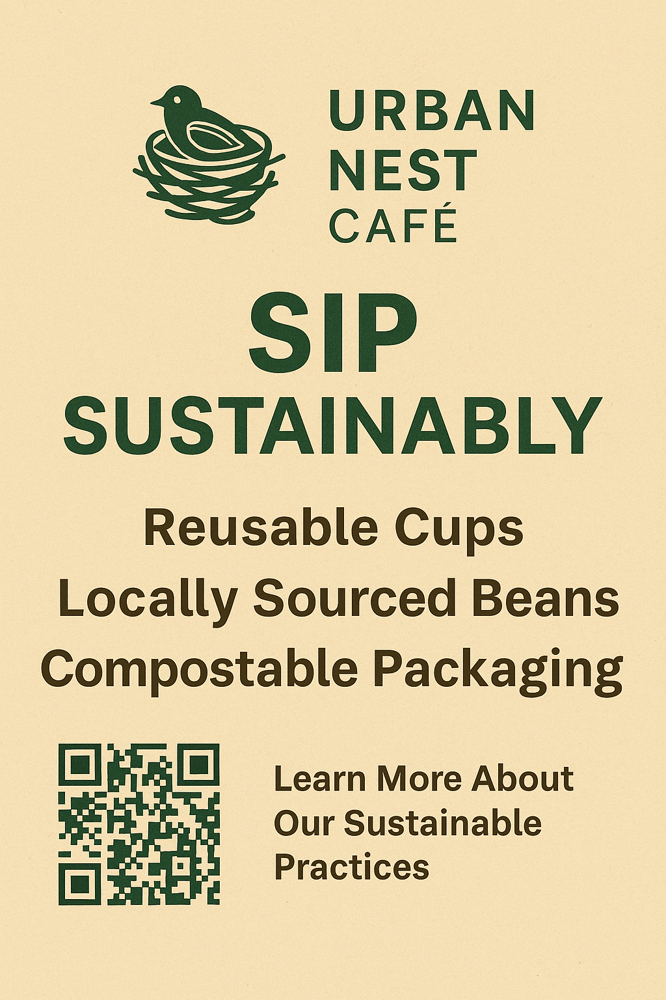 URBAN
NEST
CAFÉ
SIP
SUSTAINABLY
Reusable Cups
Locally Sourced Beans
Compostable Packaging
Learn More About
Our Sustainable
Practices